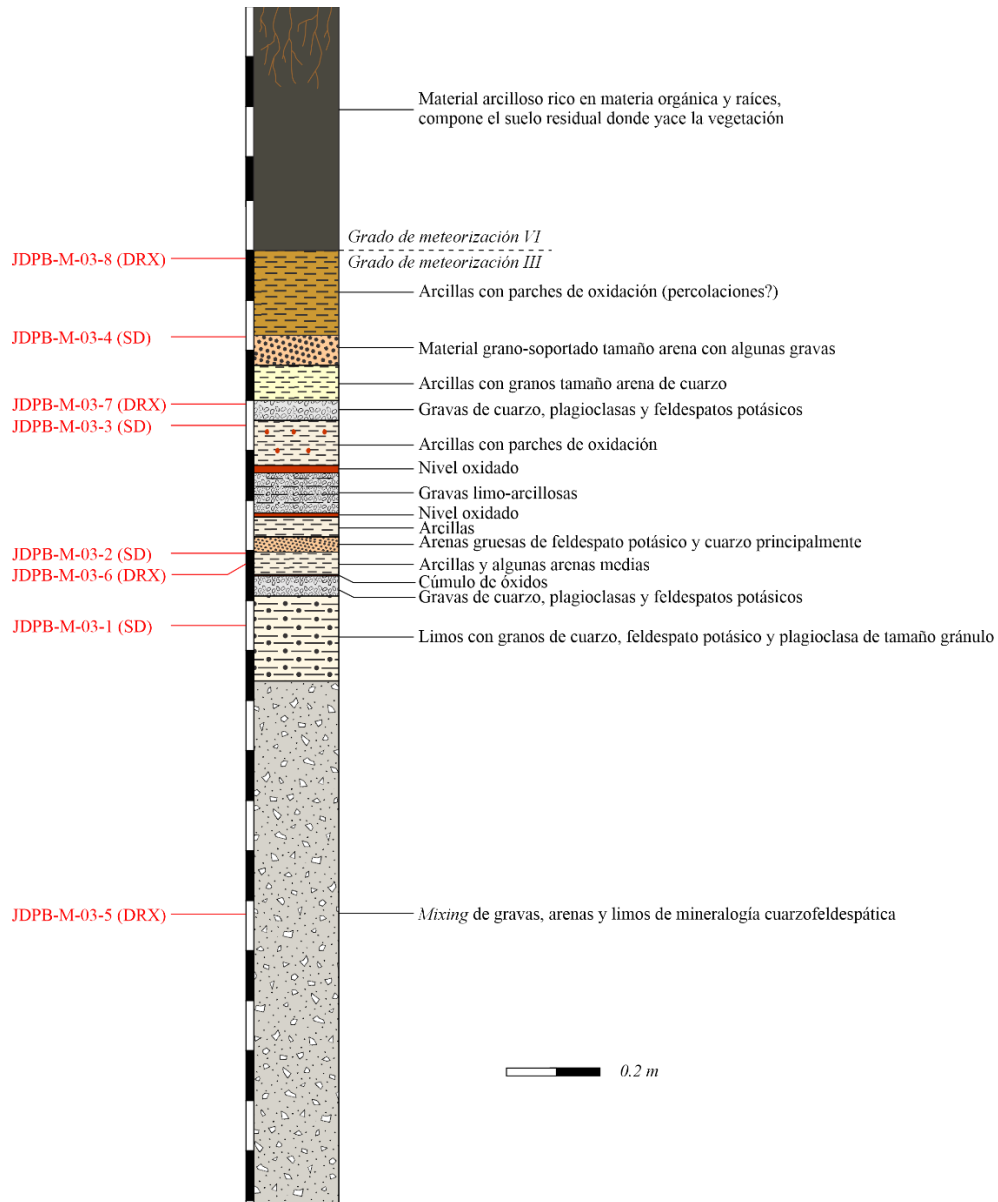 Material arcilloso rico en materia orgánica y raíces,
compone el suelo residual donde yace la vegetación
Grado de meteorización VI
JDPB-M-03-8 (DRX)
Grado de meteorización III
Arcillas con parches de oxidación (percolaciones?)
JDPB-M-03-4 (SD)
Material grano-soportado tamaño arena con algunas gravas
Arcillas con granos tamaño arena de cuarzo
JDPB-M-03-7 (DRX)
Gravas de cuarzo, plagioclasas y feldespatos potásicos
JDPB-M-03-3 (SD)
Arcillas con parches de oxidación
Nivel oxidado
Gravas limo-arcillosas
Nivel oxidado
Arcillas
Arenas gruesas de feldespato potásico y cuarzo principalmente
JDPB-M-03-2 (SD)
Arcillas y algunas arenas medias
JDPB-M-03-6 (DRX)
Cúmulo de óxidos
Gravas de cuarzo, plagioclasas y feldespatos potásicos
JDPB-M-03-1 (SD)
Limos con granos de cuarzo, feldespato potásico y plagioclasa de tamaño gránulo
JDPB-M-03-5 (DRX)
Mixing de gravas, arenas y limos de mineralogía cuarzofeldespática
0.2 m